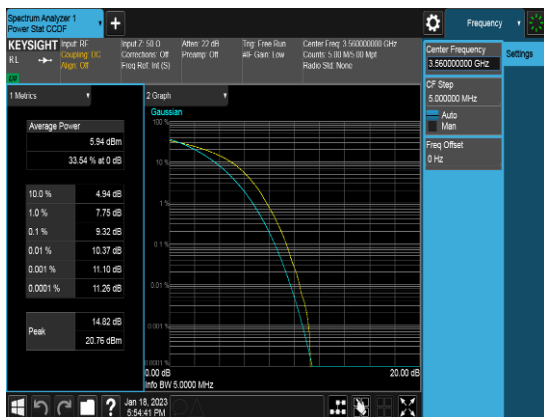 Spectrum Analyzer 1
Power Stat CCDF
Frequency
KEYSIGHT
Input: RF
Coupling: DC
Align: Off
Input Z: 50 Ω
Corrections: Off
Freq Ref: Int (S)
Atten: 22 dB
Preamp: Off
Trig: Free Run
#IF Gain: Low
Center Freq: 3.560000000 GHz
Counts: 5.00 M/5.00 Mpt
Radio Std: None
RL
Center Frequency
3.560000000 GHz
Settings
CF Step
5.000000 MHz
Auto
Man
Freq Offset
0 Hz
1 Metrics
Average Power
5.94 dBm
33.54 % at 0 dB
10.0 % 4.94 dB
1.0 % 7.75 dB
0.1 % 9.32 dB
0.01 % 10.37 dB
0.001 % 11.10 dB
0.0001 % 11.26 dB
Peak
14.82 dB
20.76 dBm
2 Graph
Gaussian
100 %
10 %
1 %
0.1 %
0.01 %
0.001 %
0.0001 %
0.00 dB
20.00 dB
Info BW 5.0000 MHz
?
Jan 18, 2023
5:54:41 PM